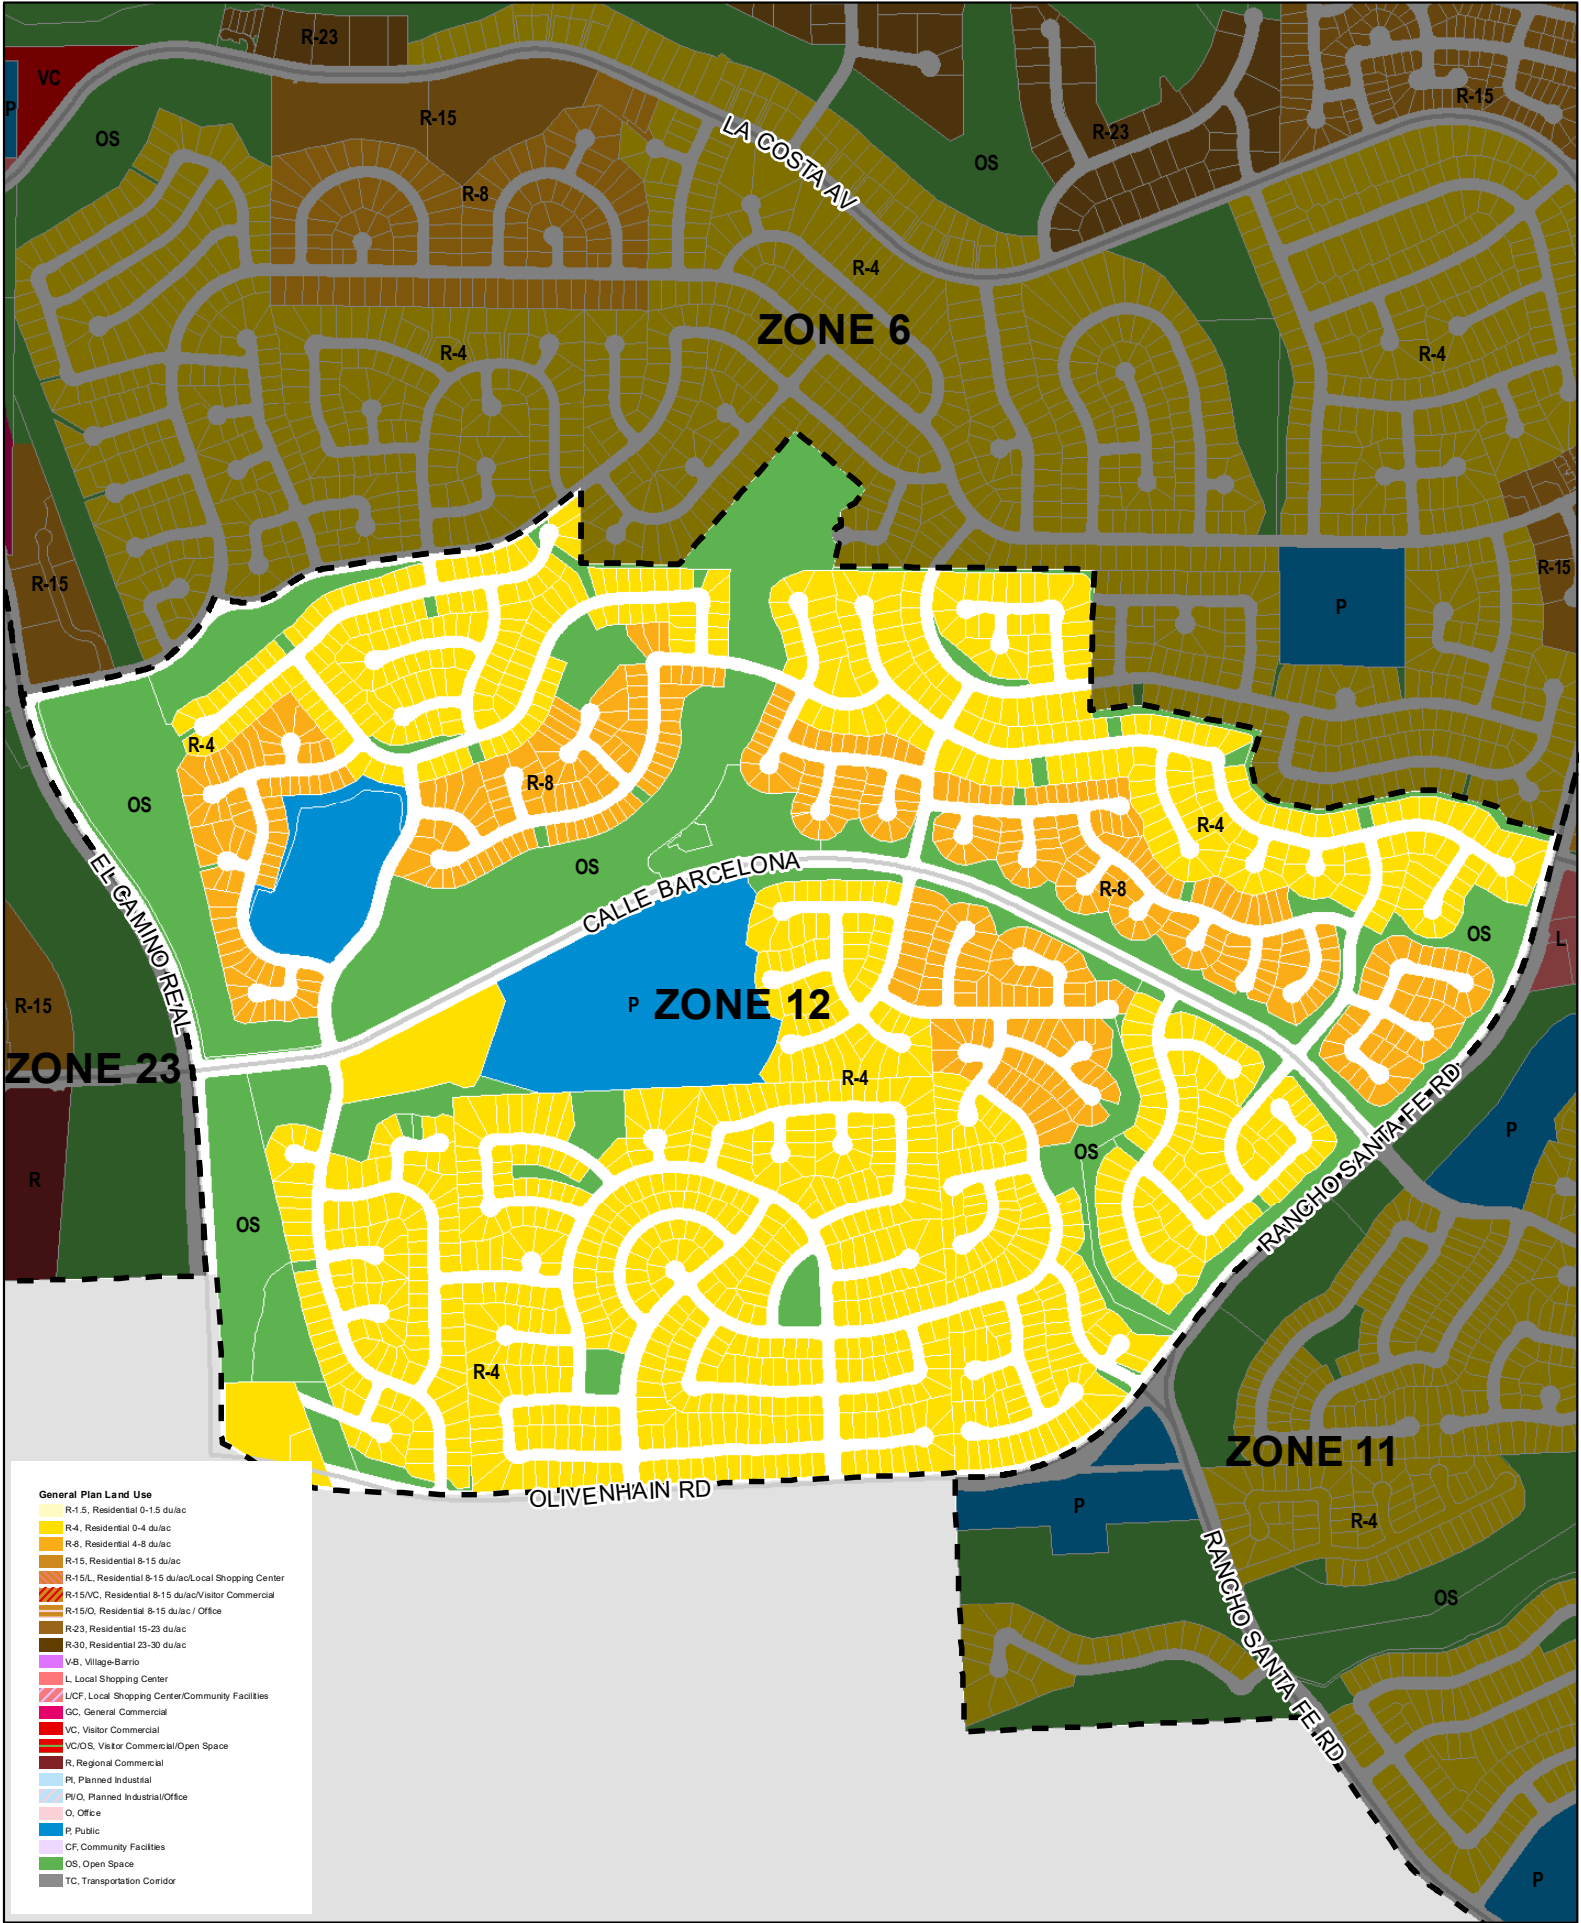 R-23
VC
P
R-15
OS
R-23
R-15
LA COSTA AV
OS
R-8
R-4
ZONE 6
R-4
R-4
R-15
R-15
P
R-4
R-8
OS
R-4
OS
EL CAMINO REAL
CALLE BARCELONA
R-8
OS
L
R-15
P
ZONE 12
ZONE 23
R-4
RANCHO SANTA FE RD
P
OS
R
OS
R-4
ZONE 11
OLIVENHAIN RD
P
R-4
RANCHO SANTA FE RD
OS
P
General Plan Land Use
R-1.5, Residential 0-1.5 du/ac
R-4, Residential 0-4 du/ac
R-8, Residential 4-8 du/ac
R-15, Residential 8-15 du/ac
R-15/L, Residential 8-15 du/ac/Local Shopping Center
R-15/VC, Residential 8-15 du/ac/Visitor Commercial
R-15/O, Residential 8-15 du/ac / Office
R-23, Residential 15-23 du/ac
R-30, Residential 23-30 du/ac
V-B, Village-Barrio
L, Local Shopping Center
L/CF, Local Shopping Center/Community Facilities
GC, General Commercial
VC, Visitor Commercial
VC/OS, Visitor Commercial/Open Space
R, Regional Commercial
PI, Planned Industrial
PI/O, Planned Industrial/Office
O, Office
P, Public
CF, Community Facilities
OS, Open Space
TC, Transportation Corridor